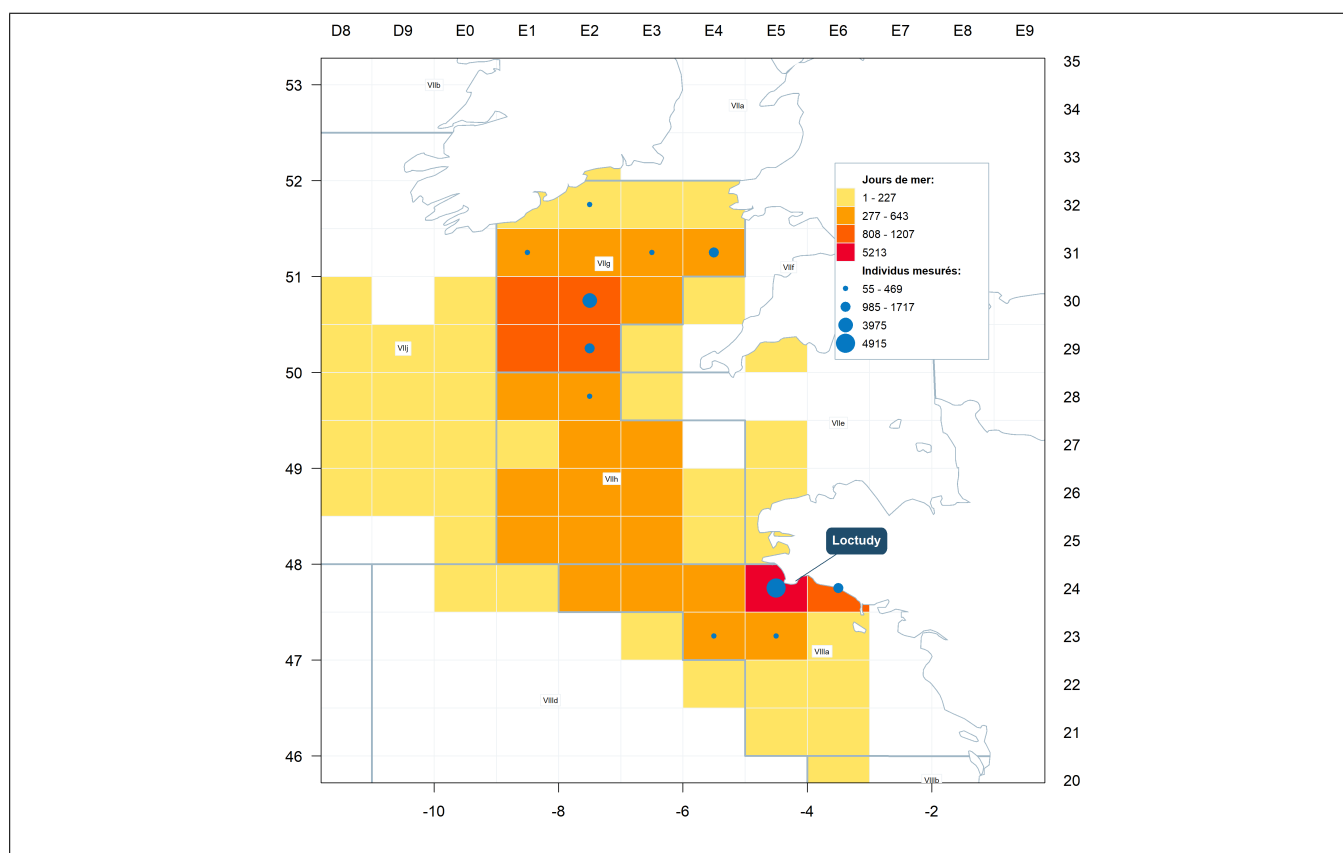 D8 D9 E0 E1 E2 E3 E4 E5 E6 E7 E8 E9
35
53
VIIb
VIIa
34
33
52
32
Jours de mer:
1 - 227
277 - 643
808 - 1207
5213
Individus mesurés:
55 - 469
985 - 1717
3975
4915
31
VIIg
VIIf
51
30
VIIj
29
50
28
VIIe
27
49
VIIh
26
25
Loctudy
48
24
23
VIIIa
47
22
VIIId
21
46
VIIIb
20
-10 -8 -6 -4 -2